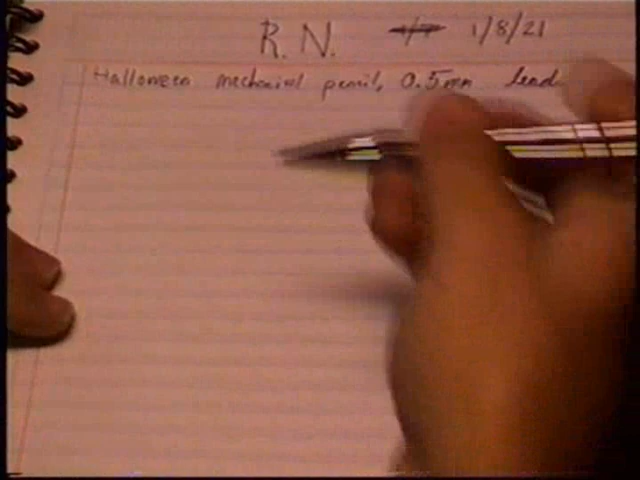 R. N. 1/8/21
Halloween mechanical pencil, 0.5mm lead